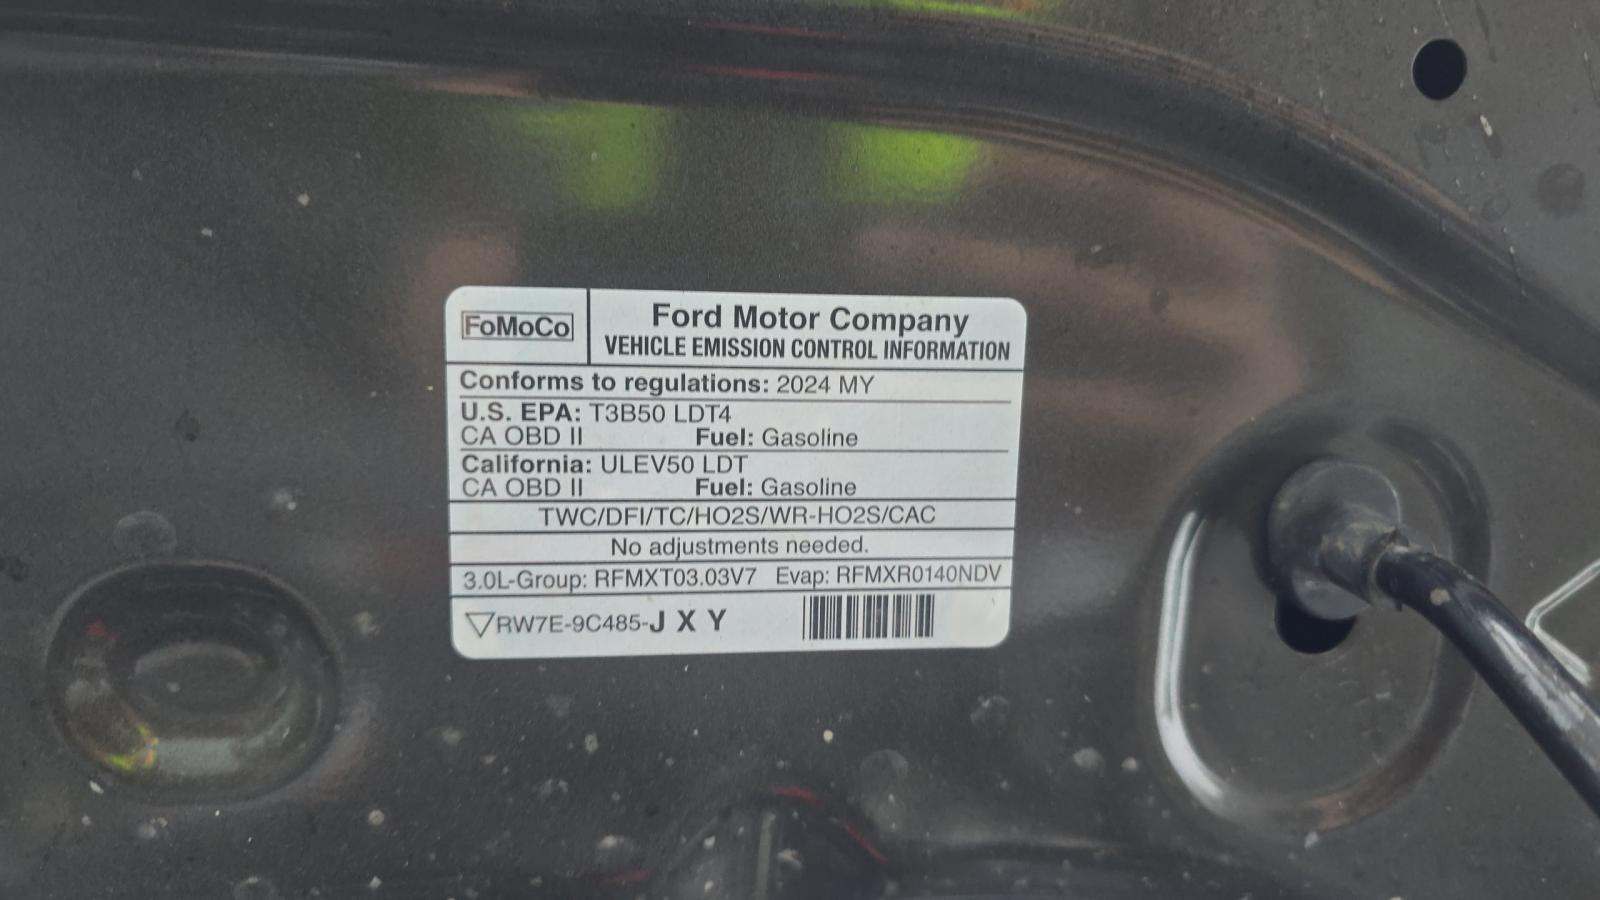 FoMoCo
Ford Motor Company
VEHICLE EMISSION CONTROL INFORMATION
Conforms to regulations: 2024 MY
U.S. EPA: T3B50 LDT4
CA OBD II Fuel: Gasoline
California: ULEV50 LDT
CA OBD II Fuel: Gasoline
TWC/DFI/TC/HO2S/WR-HO2S/CAC
No adjustments needed.
3.0L-Group: RFMXT03.03V7 Evap: RFMXR0140NDV
RW7E-9C485-J X Y